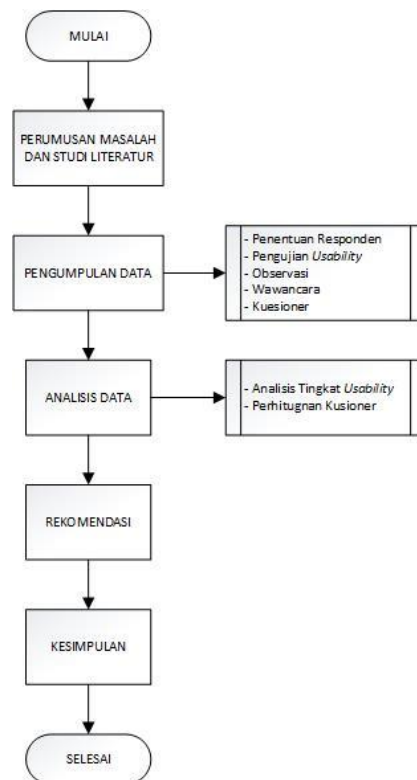 MULAI
PERUMUSAN MASALAH
DAN STUDI LITERATUR
PENGUMPULAN DATA
- Penentuan Responden
- Pengujian Usability
- Observasi
- Wawancara
- Kuesioner
ANALISIS DATA
- Analisis Tingkat Usability
- Perhitugnan Kusioner
REKOMENDASI
KESIMPULAN
SELESAI